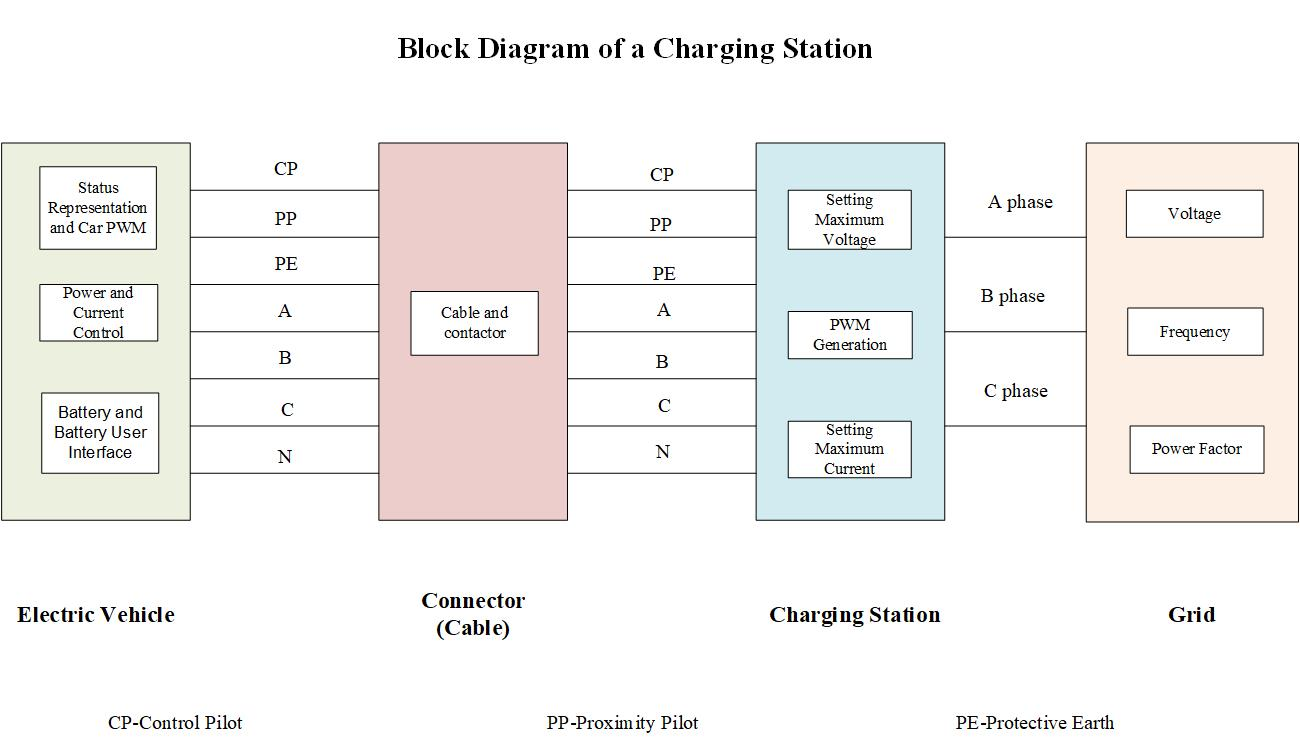 Block Diagram of a Charging Station
Status
Representation
and Car PWM
Power and
Current
Control
Battery and
Battery User
Interface
CP
PP
PE
A
B
C
N
Cable and
contactor
CP
PP
PE
A
B
C
N
Setting
Maximum
Voltage
PWM
Generation
Setting
Maximum
Current
A phase
B phase
C phase
Voltage
Frequency
Power Factor
Electric Vehicle
Connector
(Cable)
Charging Station
Grid
CP-Control Pilot
PP-Proximity Pilot
PE-Protective Earth